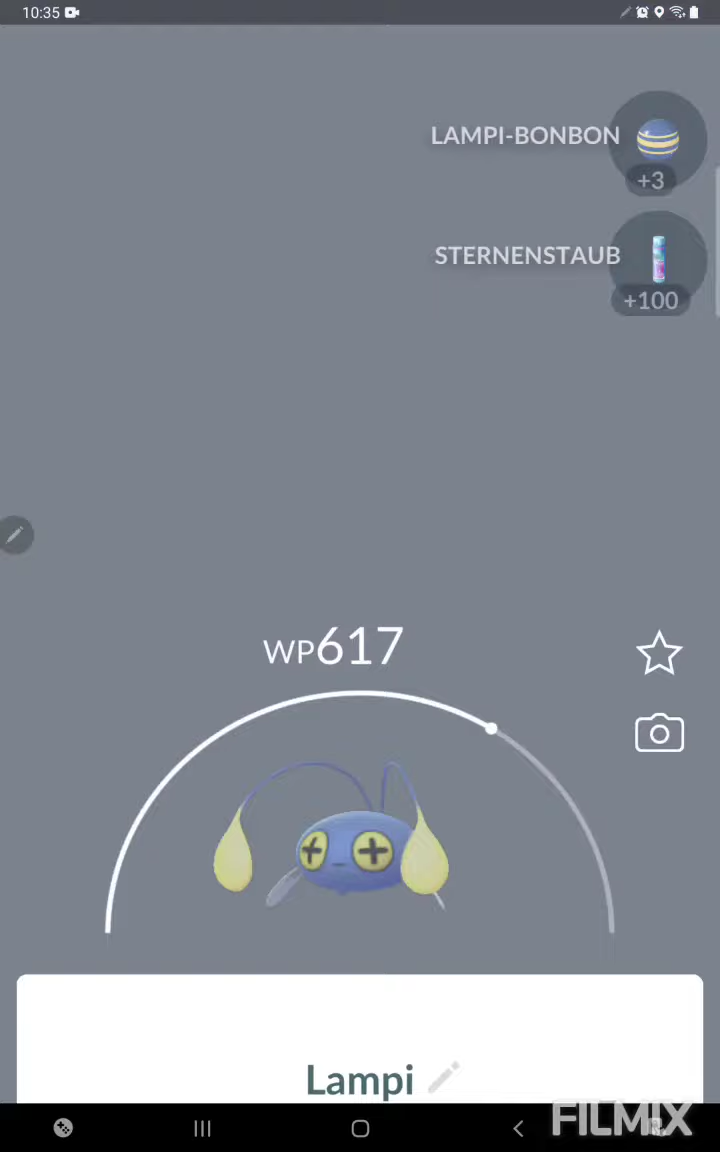 10:35
LAMPI-BONBON
+3
STERNENSTAUB
+100
WP617
Lampi
FILMIX